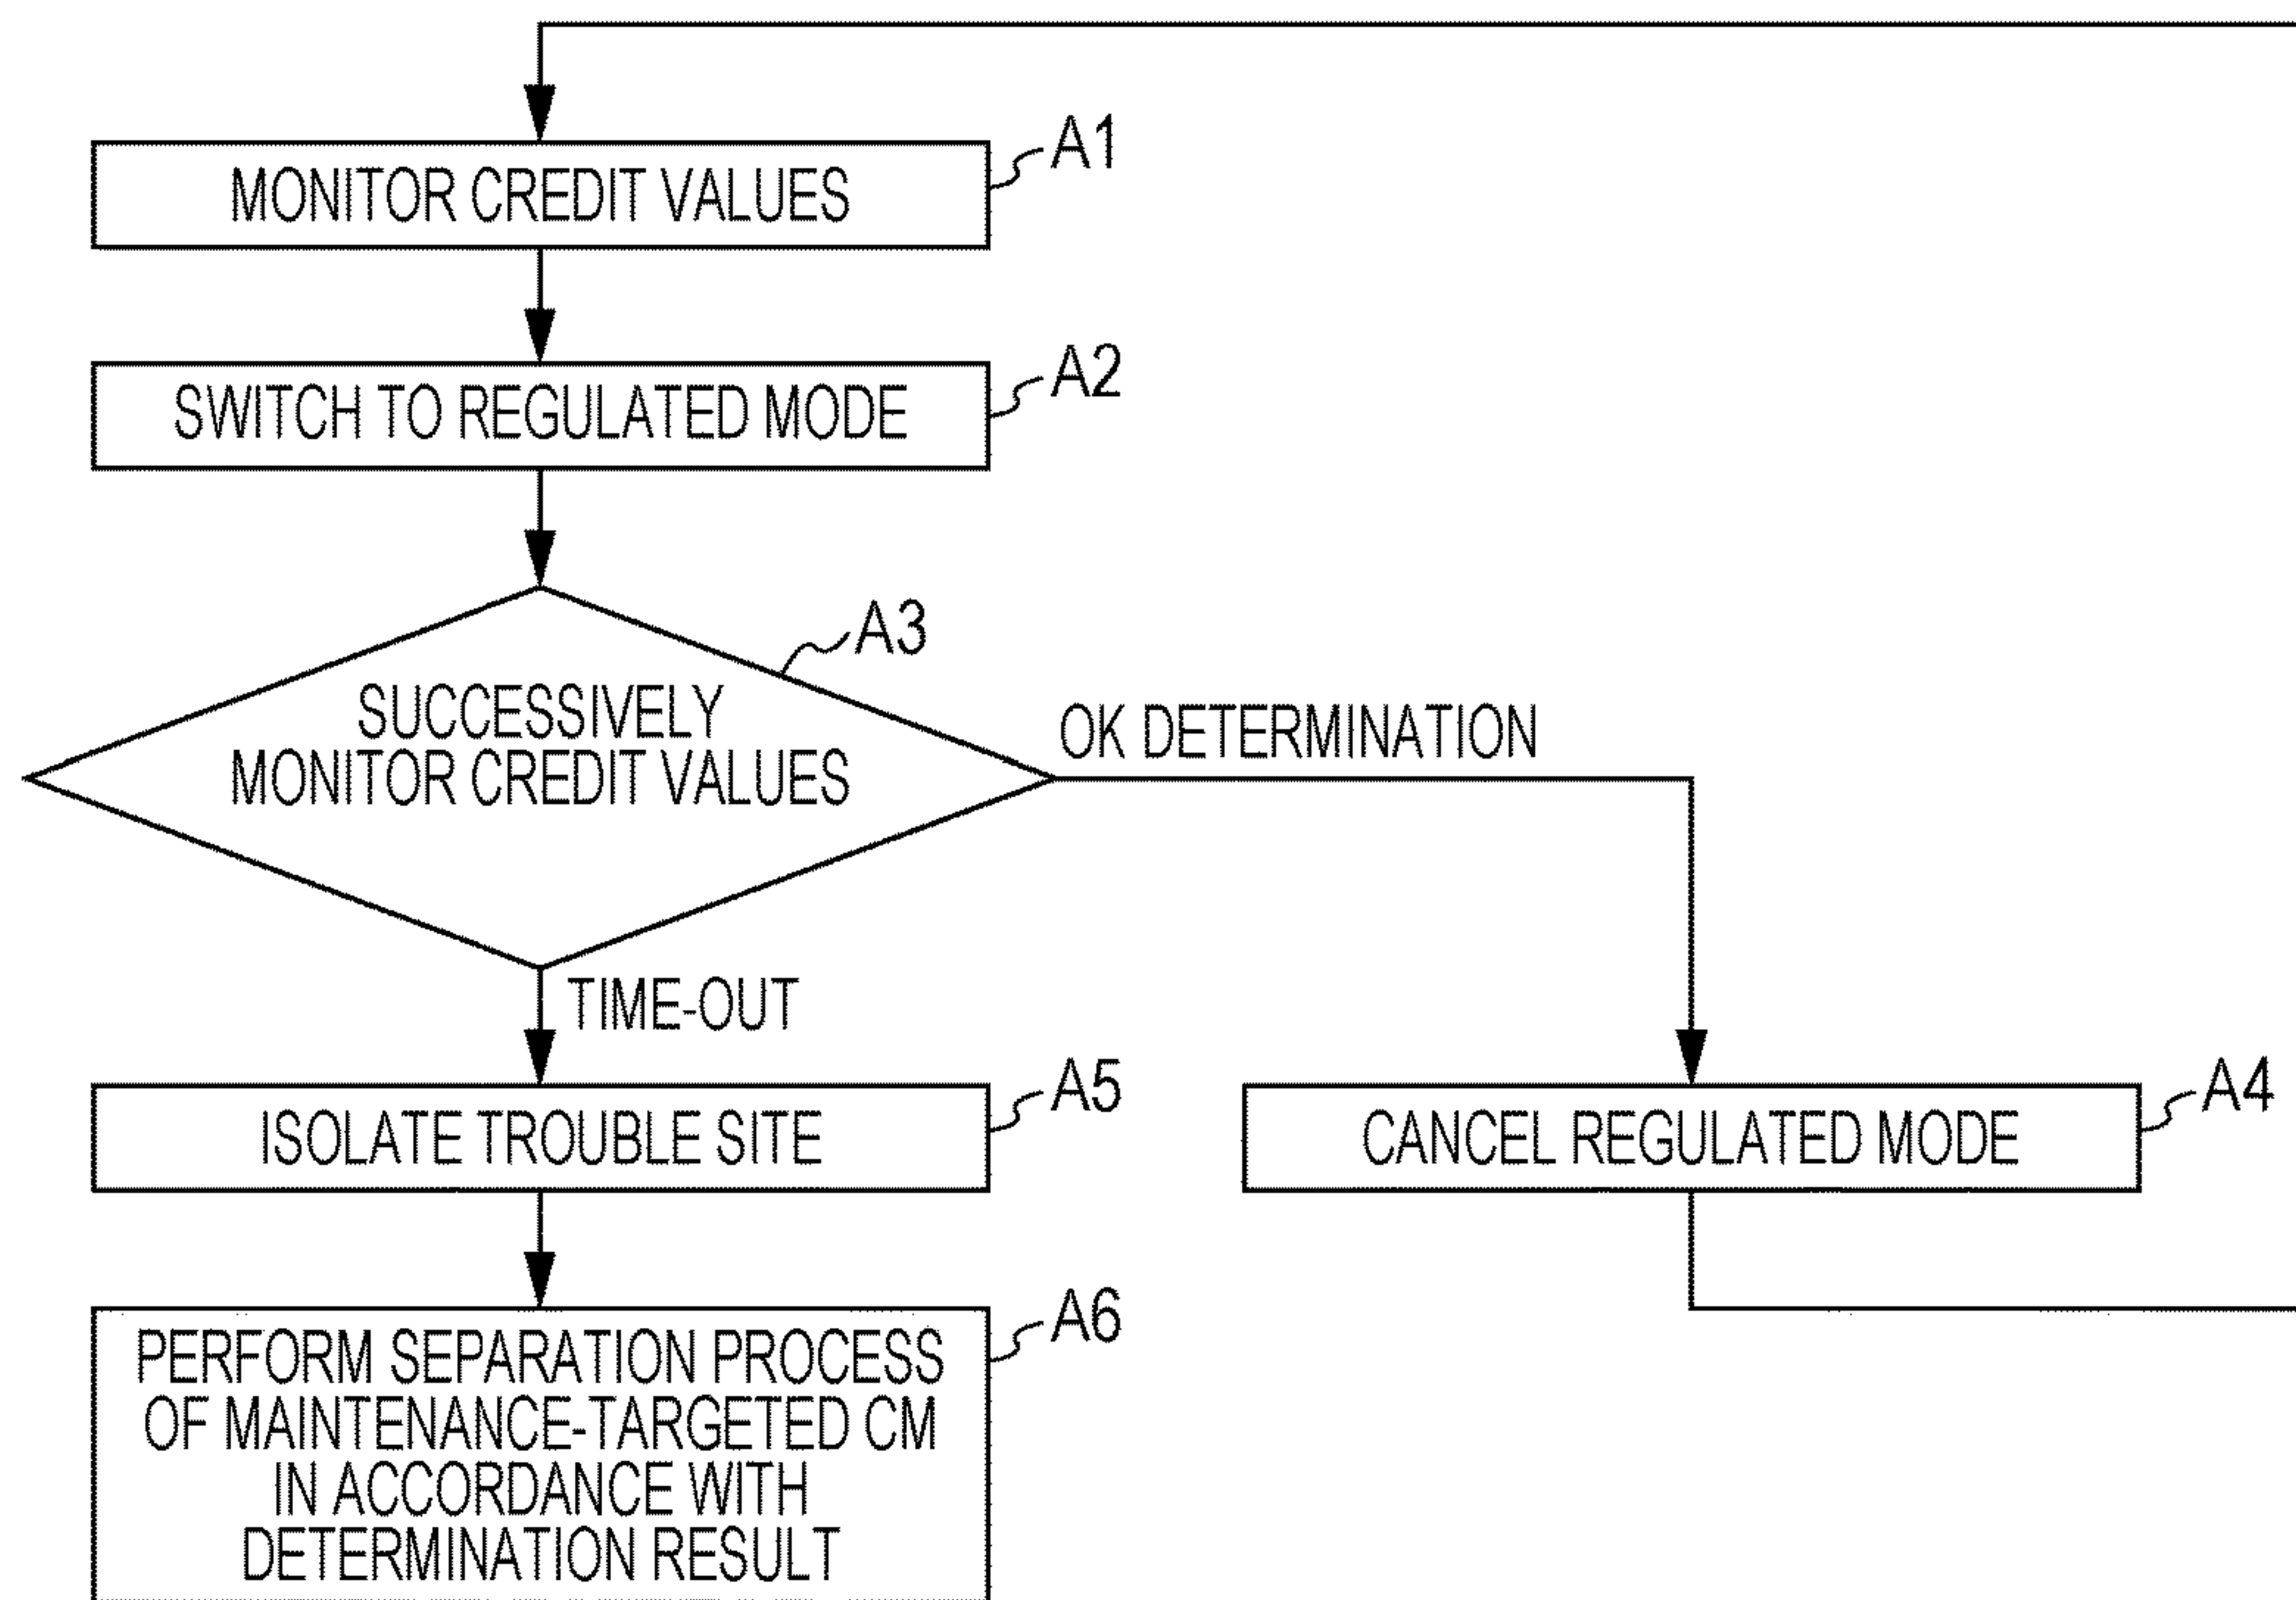 MONITOR CREDIT VALUES
A1
SWITCH TO REGULATED MODE
A2
A3
SUCCESSIVELY
MONITOR CREDIT VALUES
OK DETERMINATION
TIME-OUT
ISOLATE TROUBLE SITE
A5
CANCEL REGULATED MODE
A4
PERFORM SEPARATION PROCESS
OF MAINTENANCE-TARGETED CM
IN ACCORDANCE WITH
DETERMINATION RESULT
A6